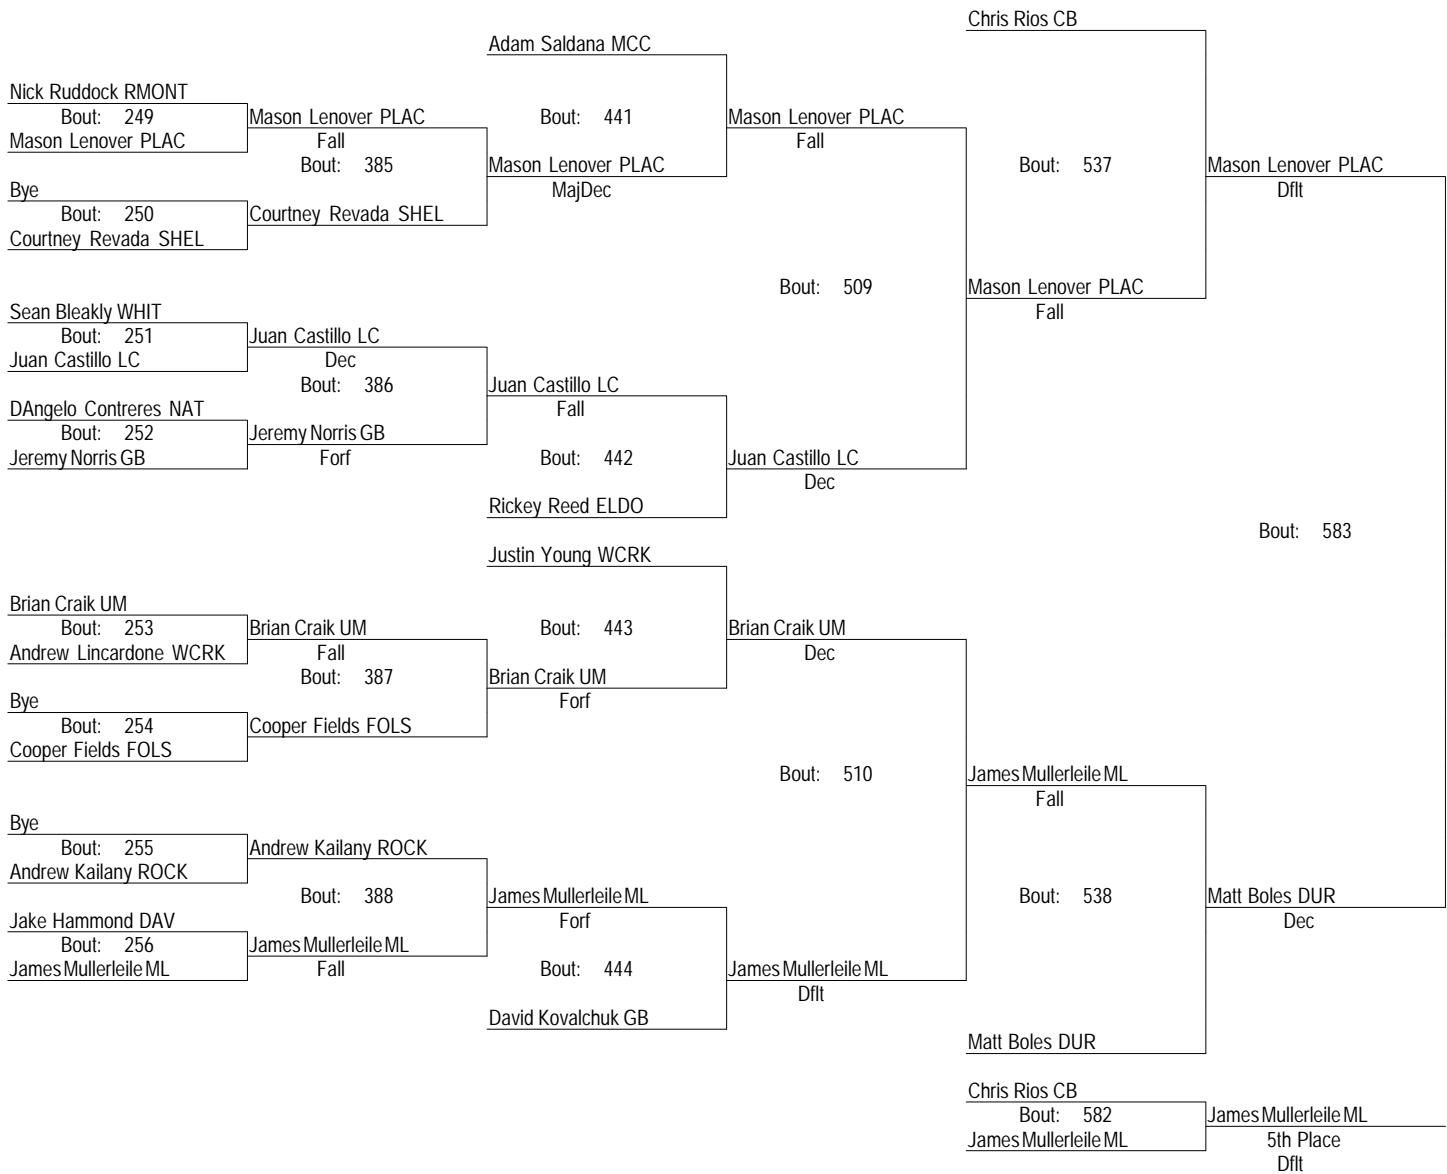 Chris Rios CB
Adam Saldana MCC
Nick Ruddock RMONT
Bout: 249
Mason Lenover PLAC
Mason Lenover PLAC
Fall
Bout: 385
Bye
Bout: 250
Courtney Revada SHEL
Courtney Revada SHEL
Bout: 441
Mason Lenover PLAC
MajDec
Mason Lenover PLAC
Fall
Bout: 537
Mason Lenover PLAC
Dflt
Bout: 509
Mason Lenover PLAC
Fall
Sean Bleakly WHIT
Bout: 251
Juan Castillo LC
Juan Castillo LC
Dec
Bout: 386
DAngelo Contreres NAT
Bout: 252
Jeremy Norris GB
Jeremy Norris GB
Forf
Juan Castillo LC
Fall
Bout: 442
Rickey Reed ELDO
Juan Castillo LC
Dec
Bout: 583
Justin Young WCRK
Brian Craik UM
Bout: 253
Andrew Lincardone WCRK
Brian Craik UM
Fall
Bout: 387
Bye
Bout: 254
Cooper Fields FOLS
Cooper Fields FOLS
Bout: 443
Brian Craik UM
Forf
Brian Craik UM
Dec
Bout: 510
James Mullerleile ML
Fall
Bye
Bout: 255
Andrew Kailany ROCK
Andrew Kailany ROCK
Bout: 388
Jake Hammond DAV
Bout: 256
James Mullerleile ML
James Mullerleile ML
Fall
James Mullerleile ML
Forf
Bout: 444
David Kovalchuk GB
James Mullerleile ML
Dflt
Bout: 538
Matt Boles DUR
Dec
Matt Boles DUR
Chris Rios CB
Bout: 582
James Mullerleile ML
James Mullerleile ML
5th Place
Dflt